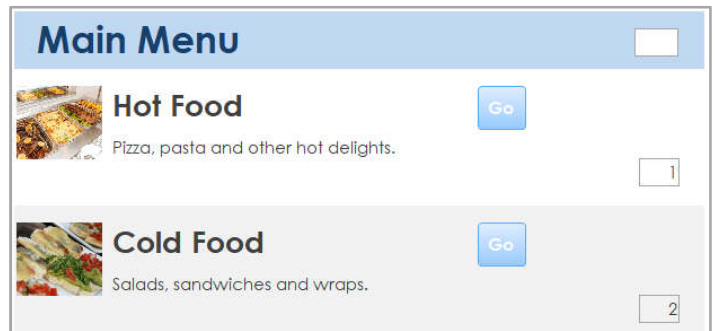 Main Menu
Hot Food
Go
Pizza, pasta and other hot delights.
1
Cold Food
Go
Salads, sandwiches and wraps.
2